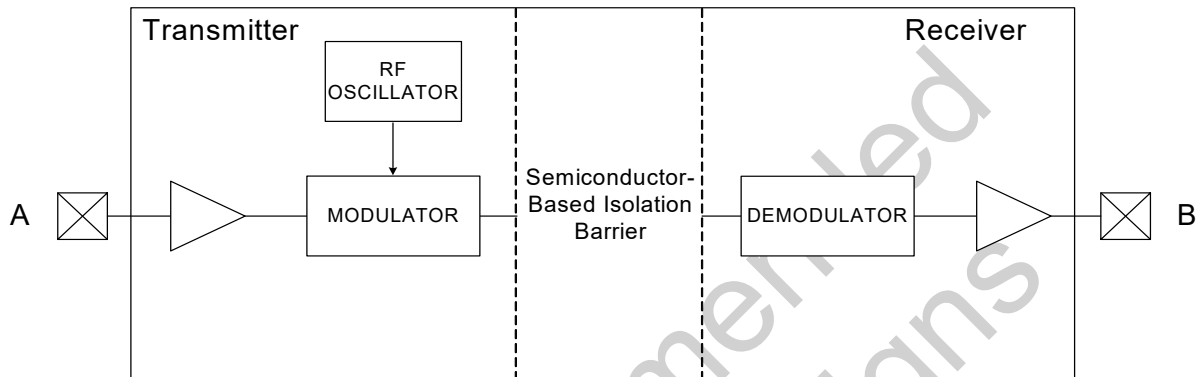 Transmitter
Receiver
RF
OSCILLATOR
A
MODULATOR
Semiconductor-
Based Isolation
Barrier
DEMODULATOR
B